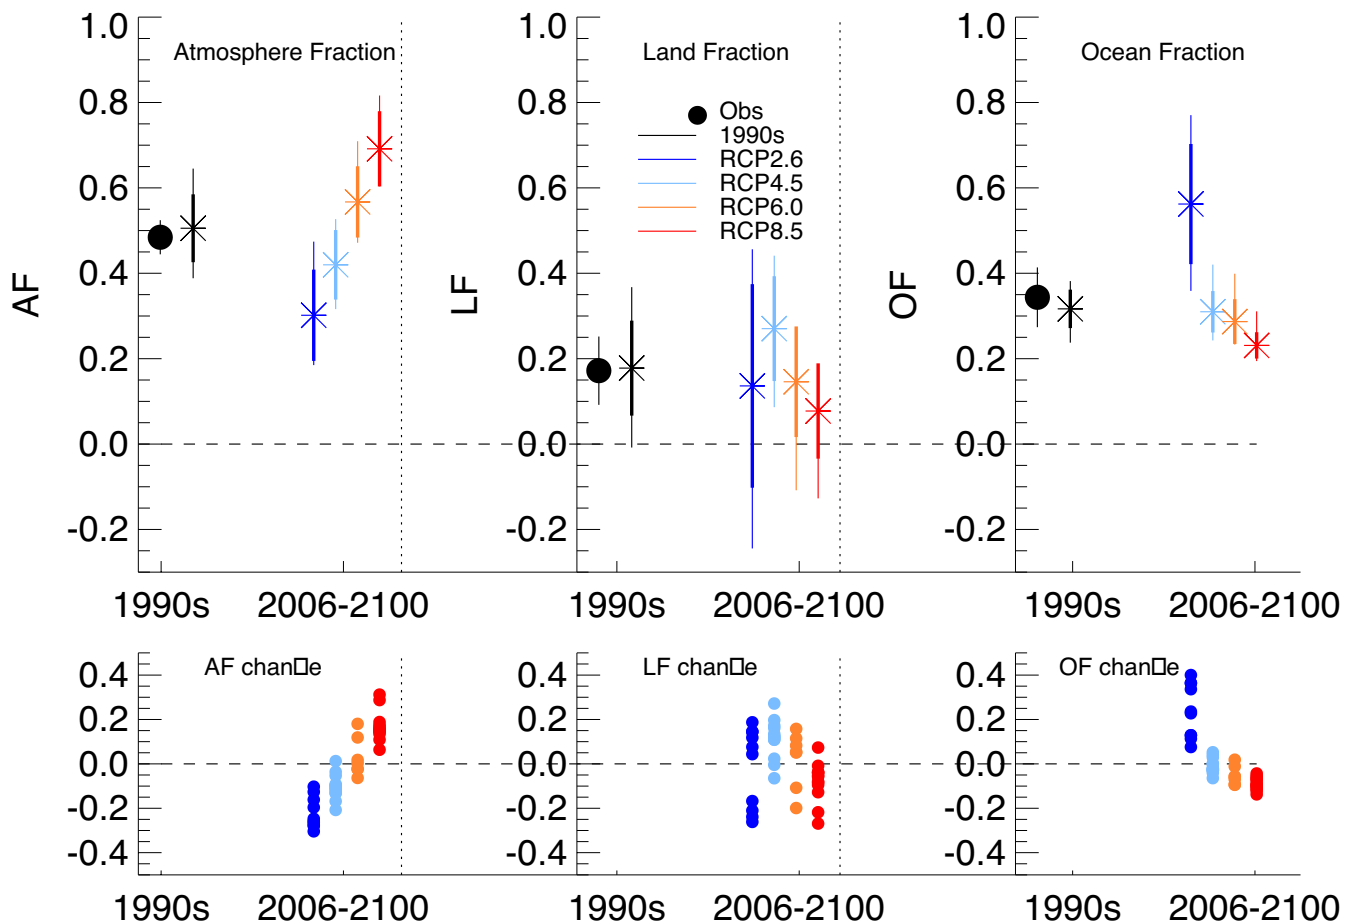 Atmosphere Fraction
AF
1.0
0.8
0.6
0.4
0.2
0.0
-0.2
1990s
2006-2100
Land Fraction
Obs
1990s
RCP2.6
RCP4.5
RCP6.0
RCP8.5
LF
1.0
0.8
0.6
0.4
0.2
0.0
-0.2
1990s
2006-2100
Ocean Fraction
OF
1.0
0.8
0.6
0.4
0.2
0.0
-0.2
1990s
2006-2100
AF chan□e
0.4
0.2
0.0
-0.2
-0.4
1990s
2006-2100
LF chan□e
0.4
0.2
0.0
-0.2
-0.4
1990s
2006-2100
OF chan□e
0.4
0.2
0.0
-0.2
-0.4
1990s
2006-2100